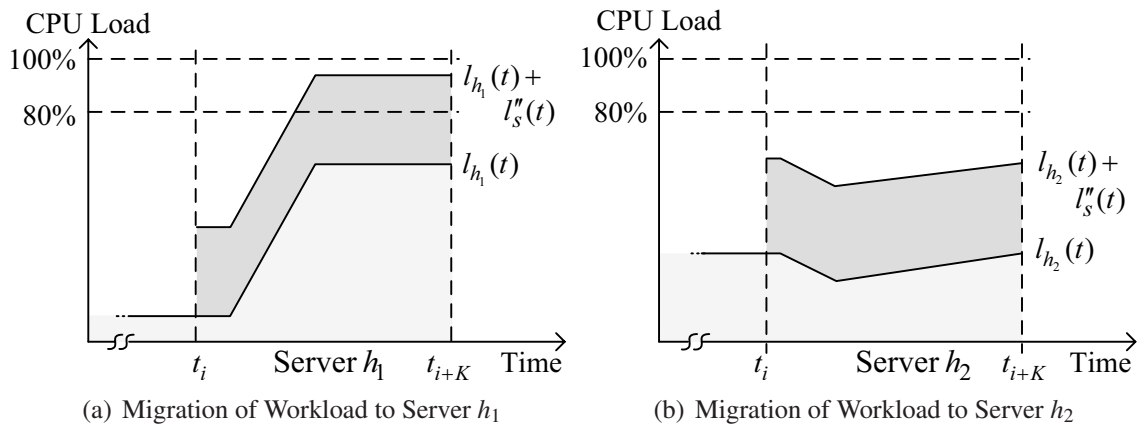 CPU Load
100%
80%
l_{h_1}(t) +
l''_s(t)
l_{h_1}(t)
t_i
Server h_1
t_{i+K}
Time
(a) Migration of Workload to Server h_1
CPU Load
100%
80%
l_{h_2}(t) +
l''_s(t)
l_{h_2}(t)
t_i
Server h_2
t_{i+K}
Time
(b) Migration of Workload to Server h_2